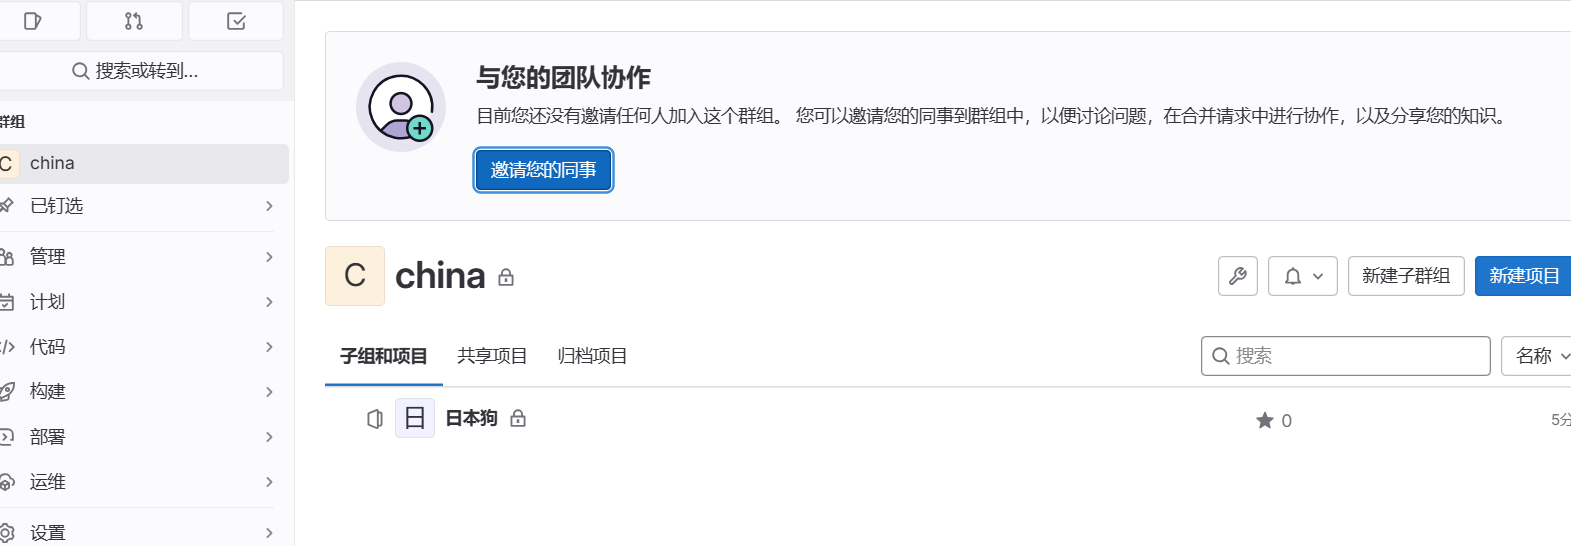 搜索或转到...
群组
C china
已钉选
管理
计划
代码
构建
部署
运维
设置
与您的团队协作
目前您还没有邀请任何人加入这个群组。 您可以邀请您的同事到群组中，以便讨论问题，在合并请求中进行协作，以及分享您的知识。
邀请您的同事
C china
新建子群组
新建项目
子组和项目 共享项目 归档项目
搜索
名称
日 日本狗
0
5分